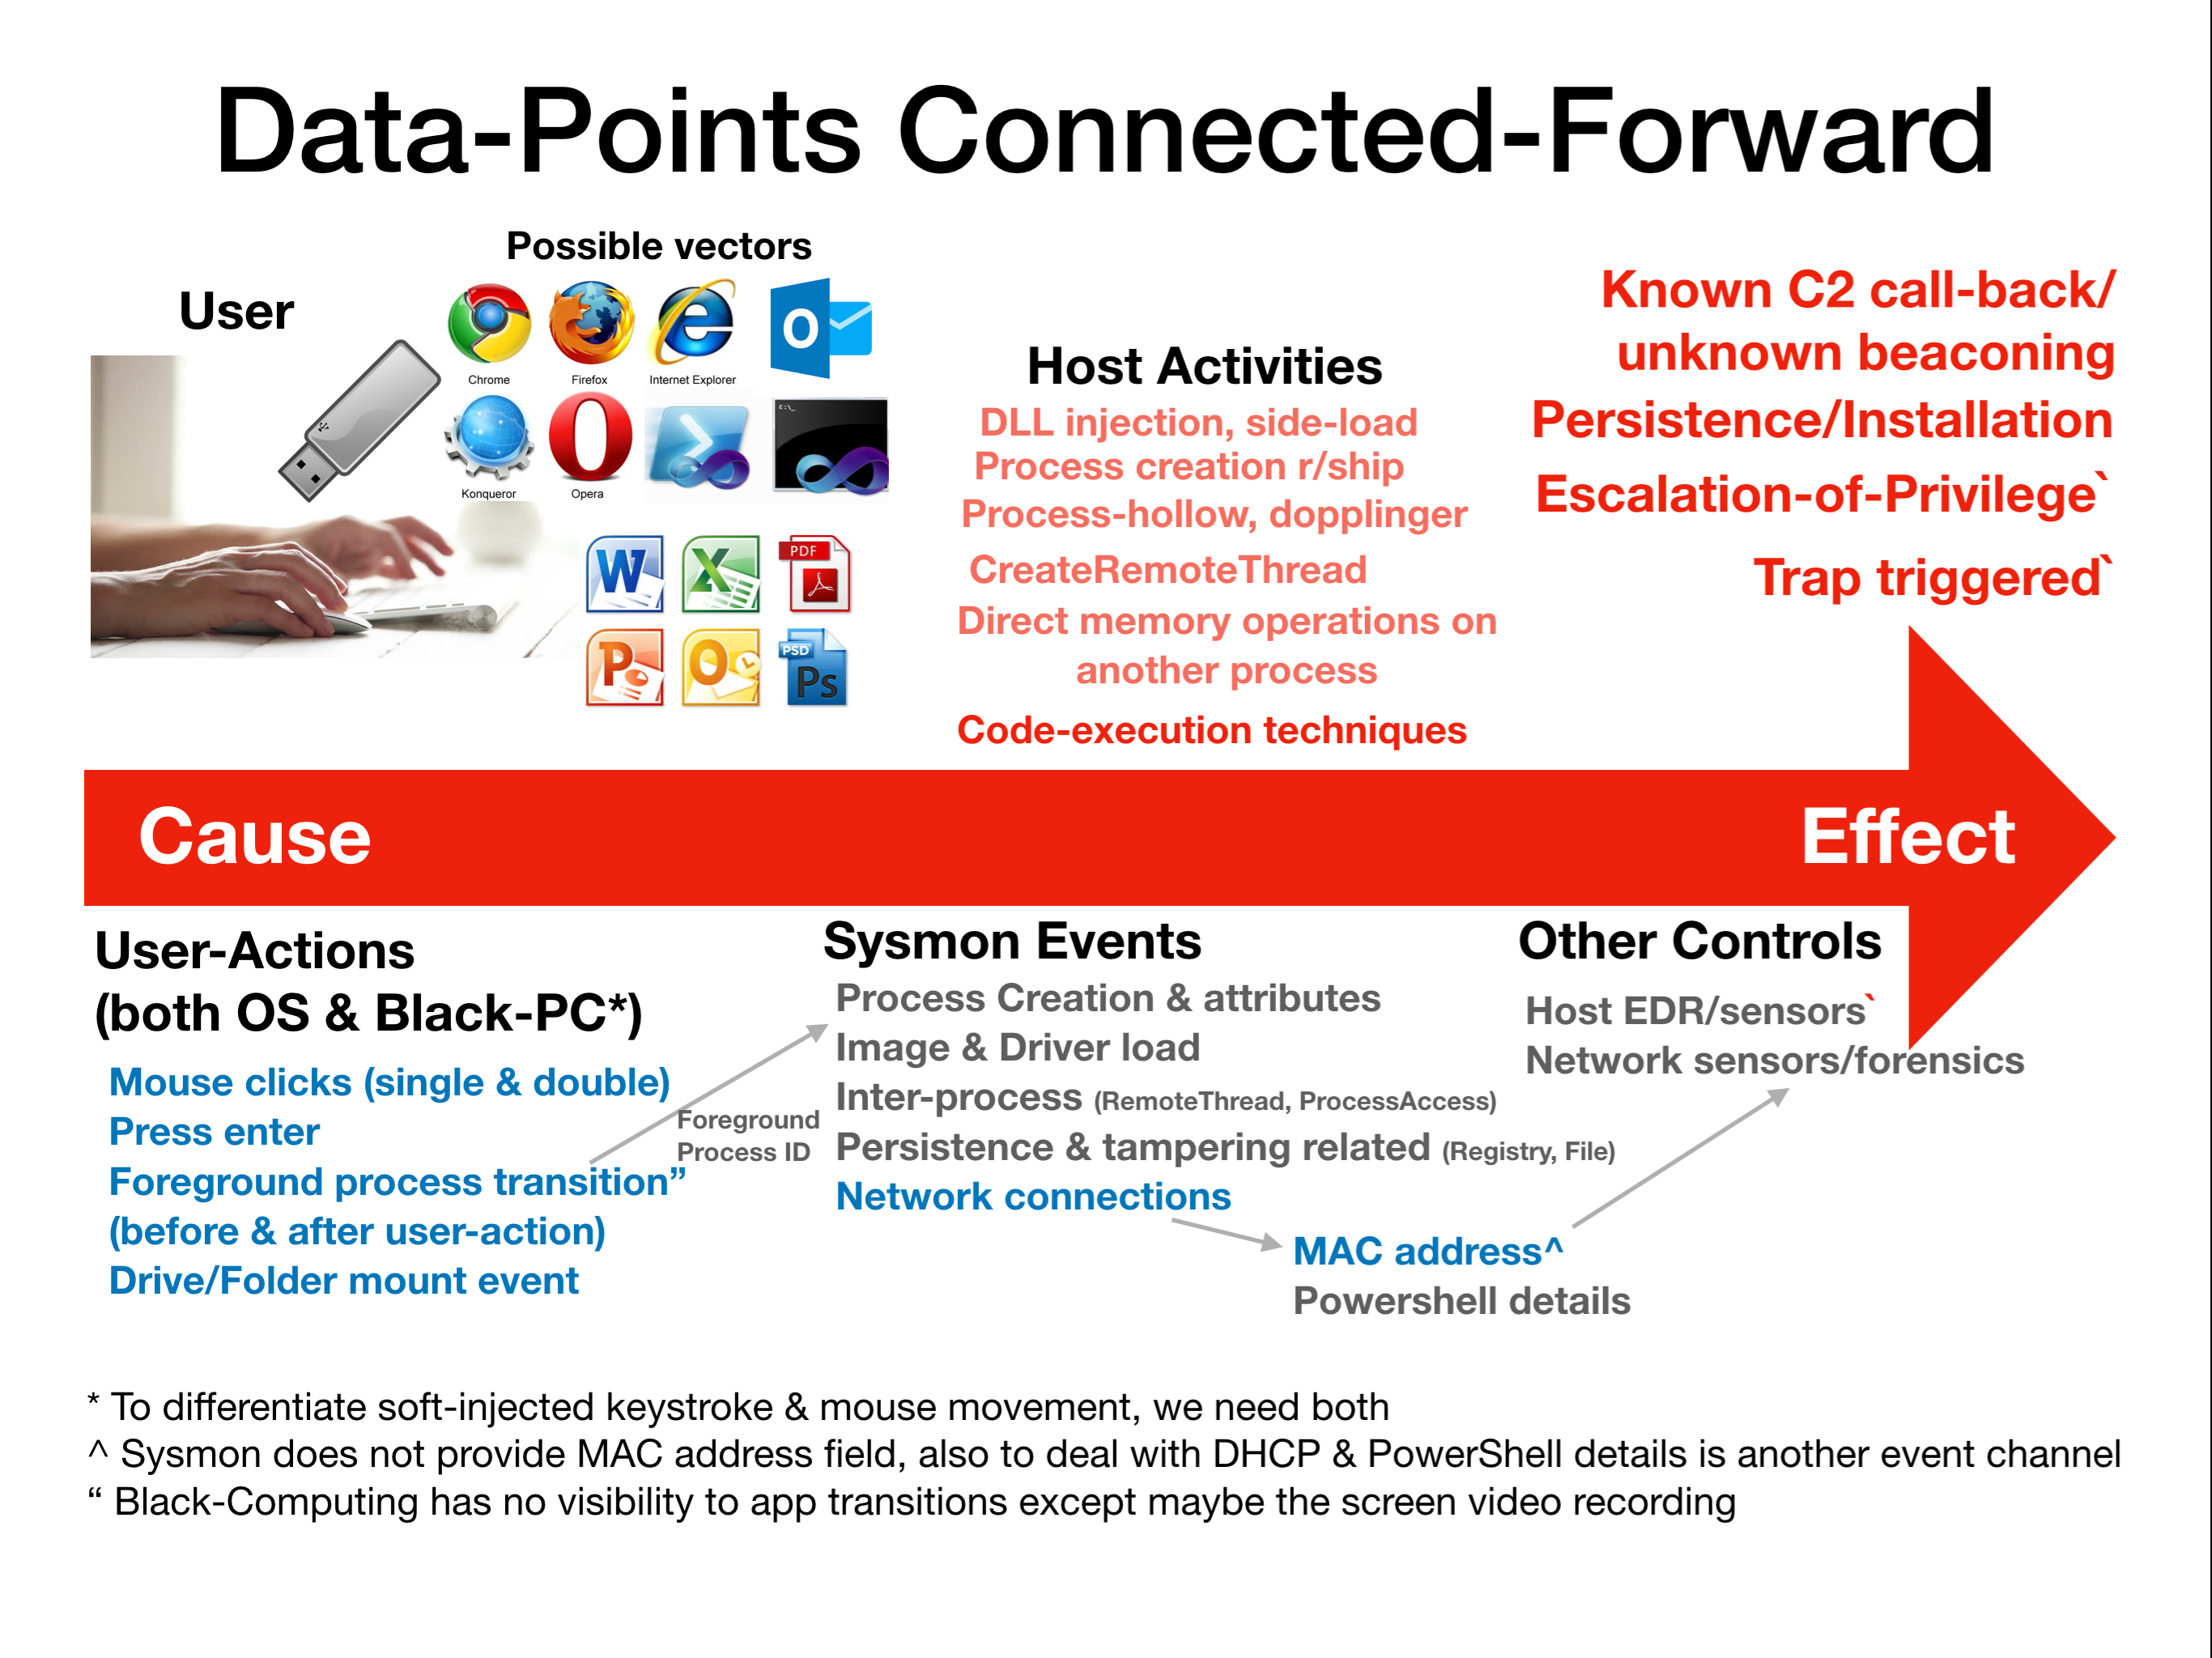 Data-Points Connected-Forward
User
Possible vectors
Chrome
Firefox
Internet Explorer
O
Konqueror
Opera
E:\_
W
X
PDF
P
O
PSD
Ps
Host Activities
DLL injection, side-load
Process creation r/ship
Process-hollow, dopplinger
CreateRemoteThread
Direct memory operations on
another process
Code-execution techniques
Known C2 call-back/
unknown beaconing
Persistence/Installation
Escalation-of-Privilege`
Trap triggered`
Cause
Effect
User-Actions
(both OS & Black-PC*)
Mouse clicks (single & double)
Press enter
Foreground process transition”
(before & after user-action)
Drive/Folder mount event
Foreground
Process ID
Sysmon Events
Process Creation & attributes
Image & Driver load
Inter-process (RemoteThread, ProcessAccess)
Persistence & tampering related (Registry, File)
Network connections
MAC address^
Powershell details
Other Controls
Host EDR/sensors`
Network sensors/forensics
* To differentiate soft-injected keystroke & mouse movement, we need both
^ Sysmon does not provide MAC address field, also to deal with DHCP & PowerShell details is another event channel
“ Black-Computing has no visibility to app transitions except maybe the screen video recording